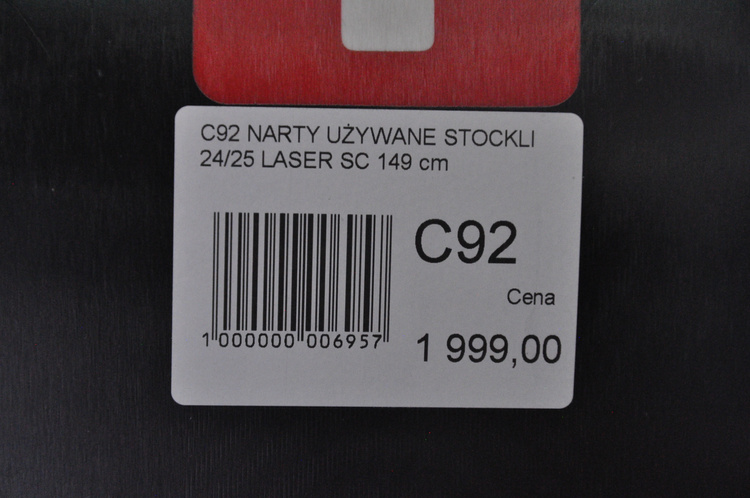 C92 NARTY UŻYWANE STOCKLI
24/25 LASER SC 149 cm
C92
Cena
1 000000 006957
1 999,00